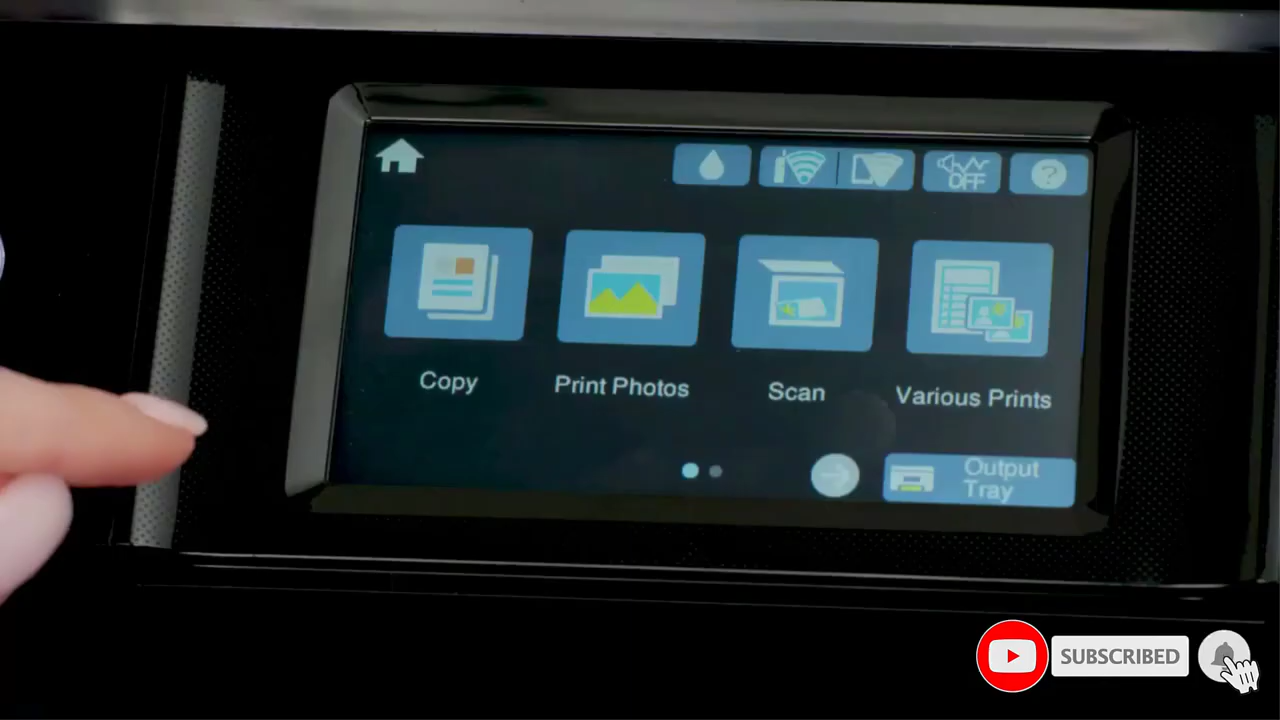 OFF
?
Copy
Print Photos
Scan
Various Prints
Output
Tray
SUBSCRIBED